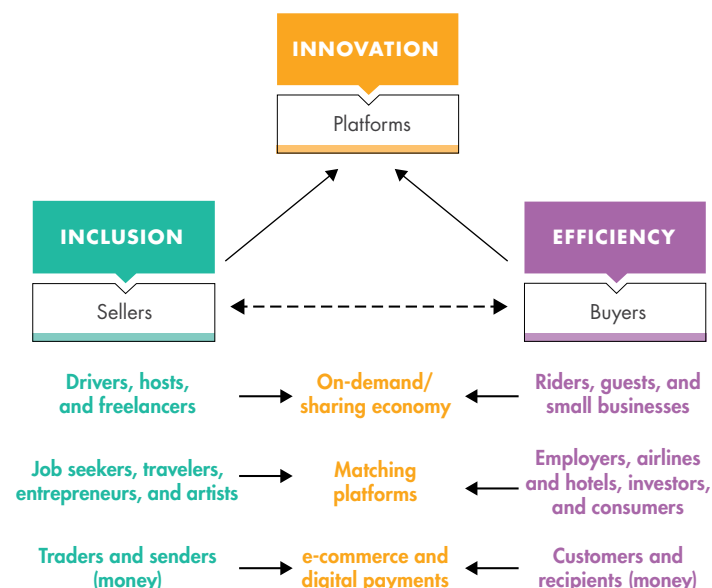 INNOVATION
Platforms
INCLUSION
EFFICIENCY
Sellers
Buyers
Drivers, hosts,
and freelancers
On-demand/
sharing economy
Riders, guests, and
small businesses
Job seekers, travelers,
entrepreneurs, and artists
Matching
platforms
Employers, airlines
and hotels, investors,
and consumers
Traders and senders
(money)
e-commerce and
digital payments
Customers and
recipients (money)